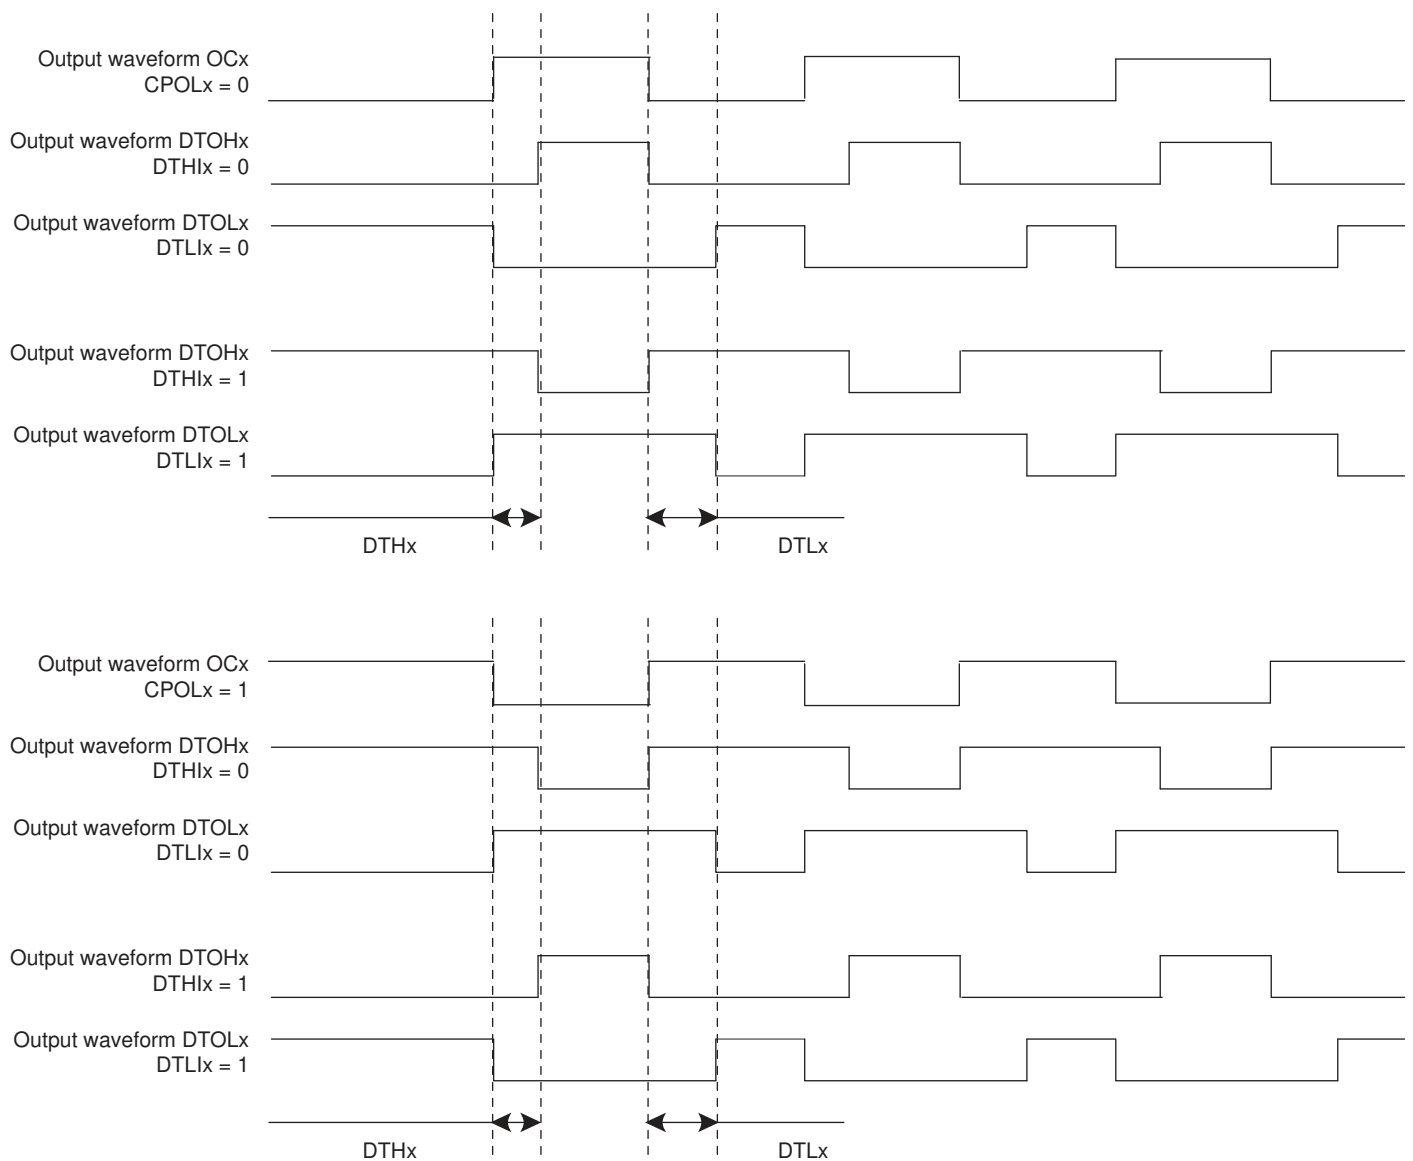 Output waveform OCx
CPOLx = 0
Output waveform DTOHx
DTHIx = 0
Output waveform DTOLx
DTLIx = 0
Output waveform DTOHx
DTHIx = 1
Output waveform DTOLx
DTLIx = 1
DTHx
DTLx
Output waveform OCx
CPOLx = 1
Output waveform DTOHx
DTHIx = 0
Output waveform DTOLx
DTLIx = 0
Output waveform DTOHx
DTHIx = 1
Output waveform DTOLx
DTLIx = 1
DTHx
DTLx